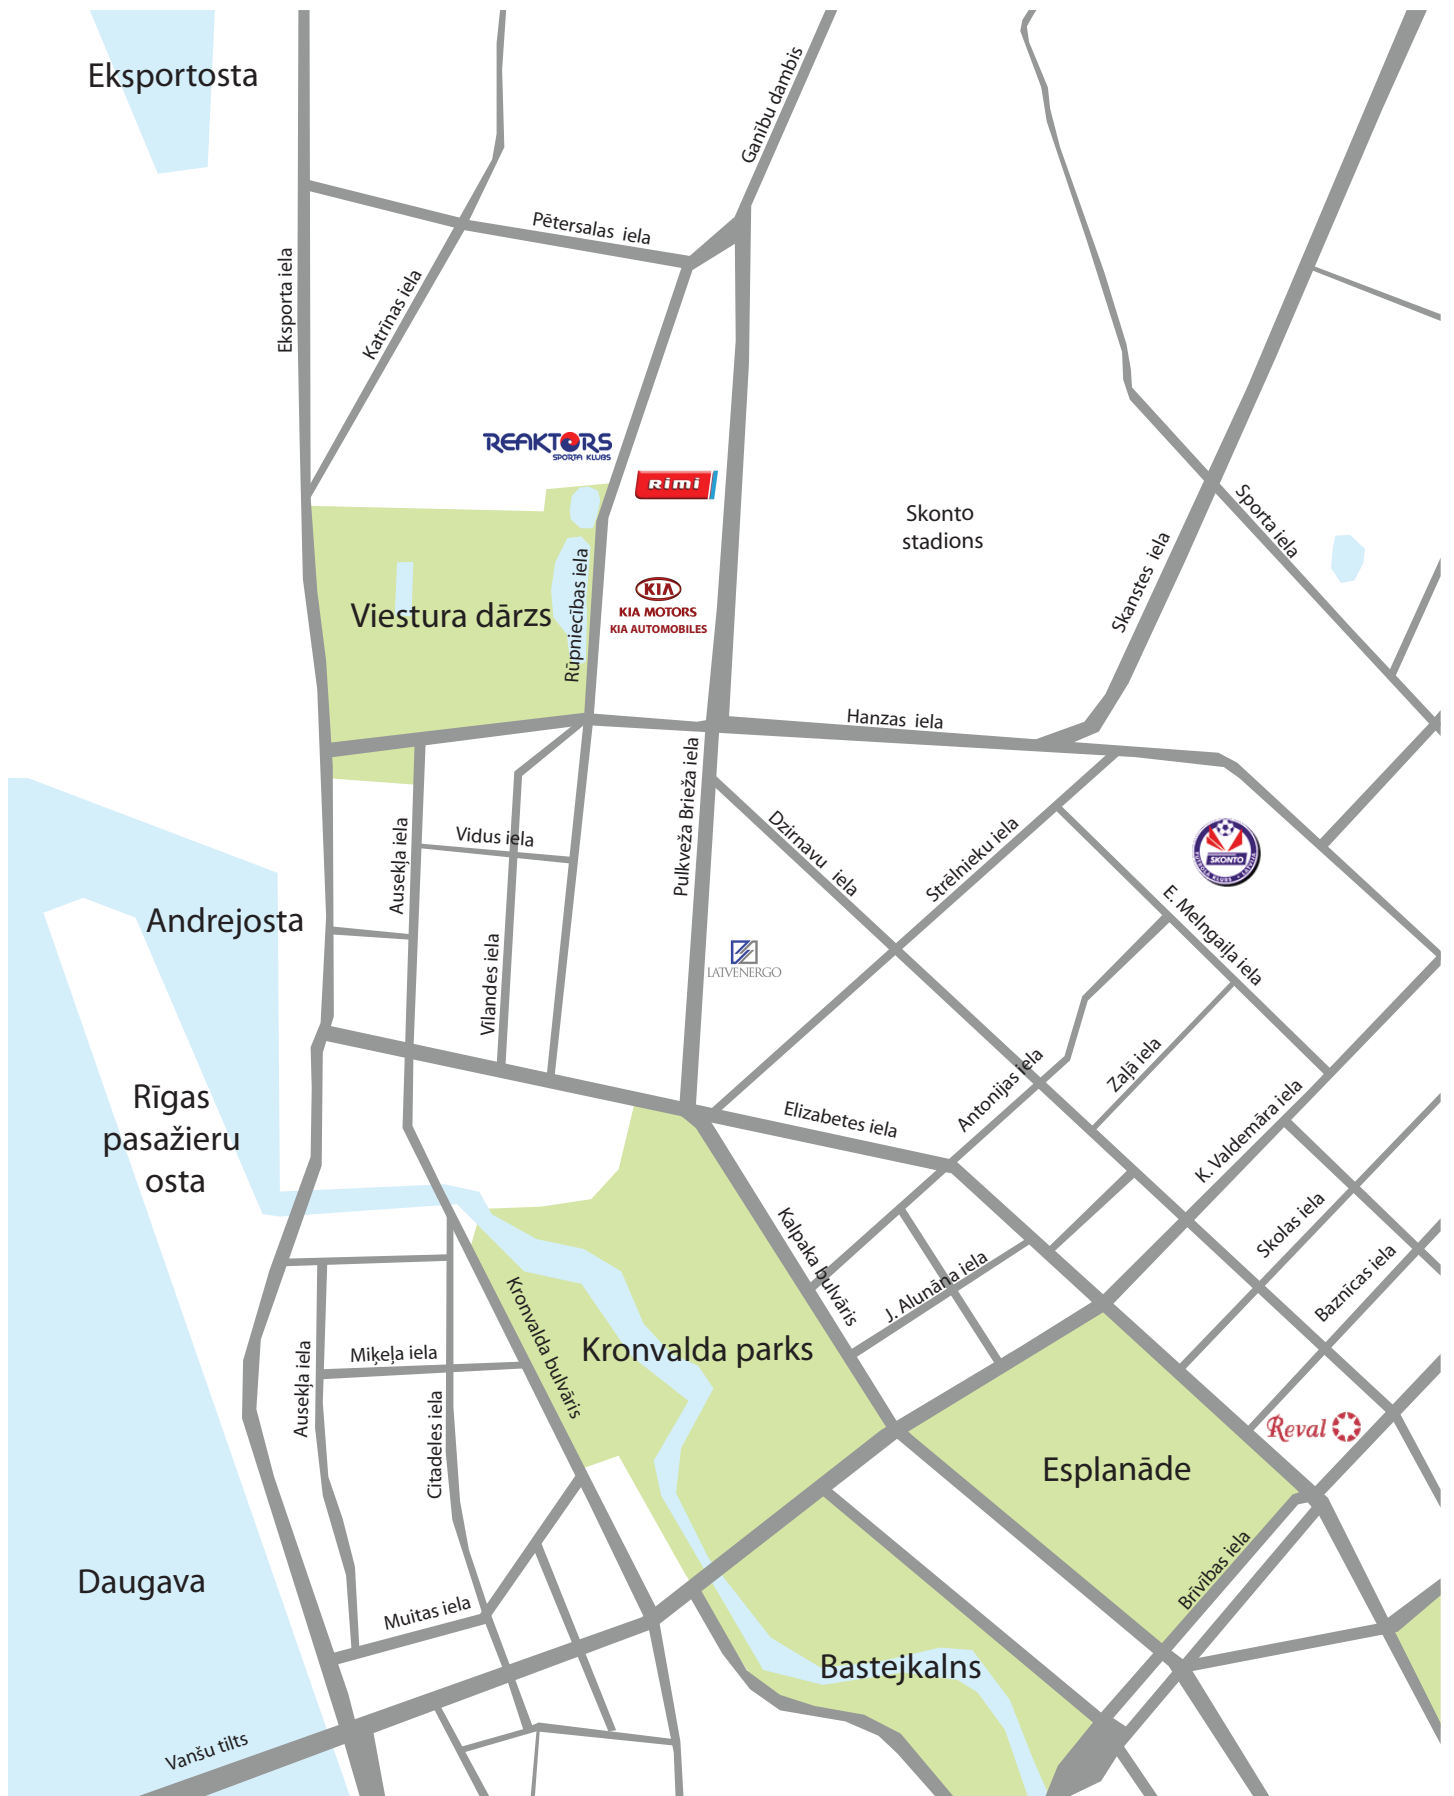 Eksportosta
Ganību dambis
Pētersalas iela
Eksporta iela
Katrīnas iela
REAKTORS
SPORTA KLUBS
RIMI
Skonto
stadions
Sporta iela
Skanstes iela
KIA
KIA MOTORS
KIA AUTOMOBILES
Viestura dārzs
Rūpniecības iela
Hanzas iela
Pulkveža Brieža iela
Dzirnavu iela
Strēlnieku iela
SKONTO
Ausekļa iela
Vidus iela
E. Melngaiļa iela
Andrejosta
Vilandes iela
LATVENERGO
Rīgas
pasažieru
osta
Elizabetes iela
Antonijas iela
Zaļā iela
K. Valdemāra iela
Kalpaka bulvāris
J. Alunāna iela
Skolas iela
Baznīcas iela
Kronvalda bulvāris
Kronvalda parks
Ausekļa iela
Miķeļa iela
Citadeles iela
Reval
Esplanāde
Daugava
Muitas iela
Brīvības iela
Bastejkalns
Vanšu tilts